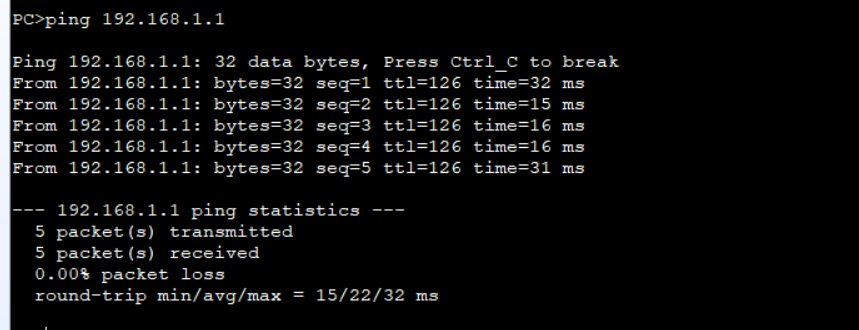 PC>ping 192.168.1.1
Ping 192.168.1.1: 32 data bytes, Press Ctrl_C to break
From 192.168.1.1: bytes=32 seq=1 ttl=126 time=32 ms
From 192.168.1.1: bytes=32 seq=2 ttl=126 time=15 ms
From 192.168.1.1: bytes=32 seq=3 ttl=126 time=16 ms
From 192.168.1.1: bytes=32 seq=4 ttl=126 time=16 ms
From 192.168.1.1: bytes=32 seq=5 ttl=126 time=31 ms
--- 192.168.1.1 ping statistics ---
5 packet(s) transmitted
5 packet(s) received
0.00% packet loss
round-trip min/avg/max = 15/22/32 ms